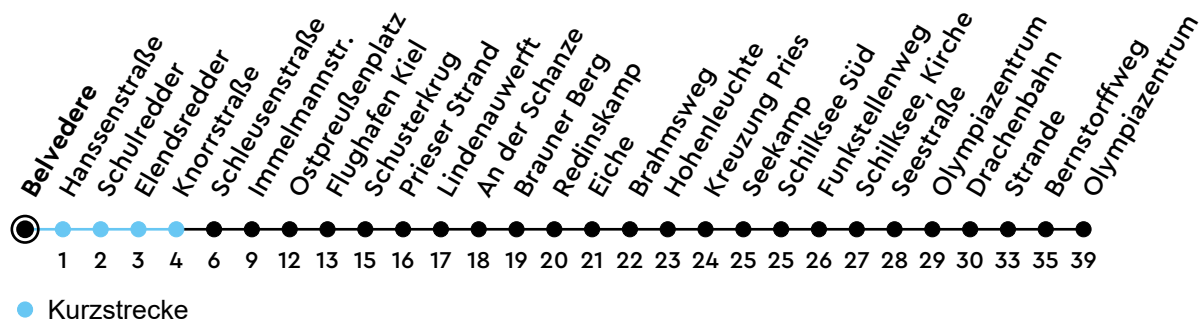 Belvedere
Hanssenstraße
Schulredder
Elendsredder
Knorrstraße
Schleusenstraße
Immelmannstr.
Ostpreußenplatz
Flughafen Kiel
Schusterkrug
Prieser Strand
Lindenauwerft
An der Schanze
Brauner Berg
Redinskamp
Eiche
Brahmsweg
Hohenleuchte
Kreuzung Pries
Seekamp
Schilksee Süd
Funkstellenweg
Schilksee, Kirche
Seestraße
Olympiazentrum
Drachenbahn
Strande
Bernstorffweg
Olympiazentrum
1 2 3 4 6 9 12 13 15 16 17 18 19 20 21 22 23 24 25 25 26 27 28 29 30 33 35 39
Kurzstrecke